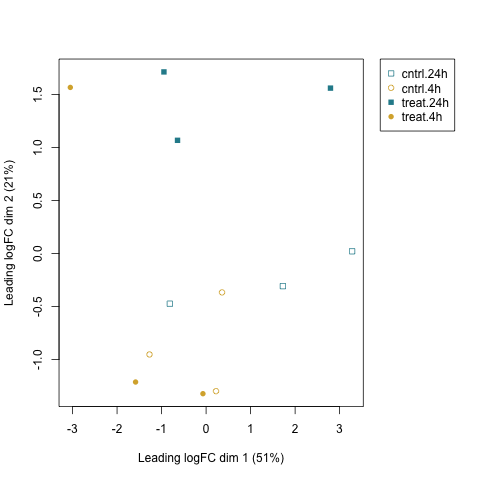 cntrl.24h
cntrl.4h
treat.24h
treat.4h
1.5
1.0
0.5
0.0
-0.5
-1.0
Leading logFC dim 2 (21%)
-3 -2 -1 0 1 2 3
Leading logFC dim 1 (51%)